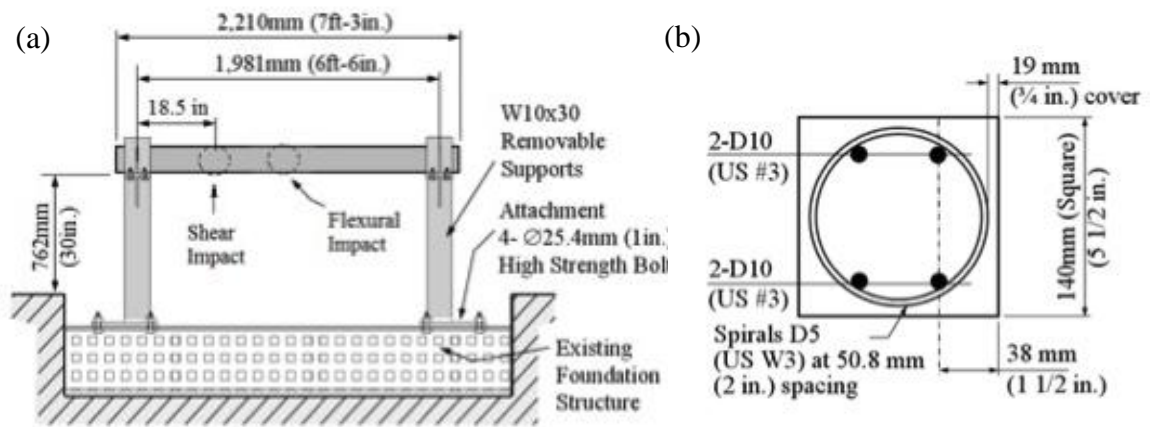 (a)
2,210mm (7ft-3in.)
1,981mm (6ft-6in.)
18.5 in
W10x30
Removable
Supports
762mm
(30in.)
Shear
Impact
Flexural
Impact
Attachment
4- ∅25.4mm (1in.)
High Strength Bolt
Existing
Foundation
Structure
(b)
19 mm
(¾ in.) cover
2-D10
(US #3)
140mm (Square)
(5 1/2 in.)
2-D10
(US #3)
Spirals D5
(US W3) at 50.8 mm
(2 in.) spacing
38 mm
(1 1/2 in.)